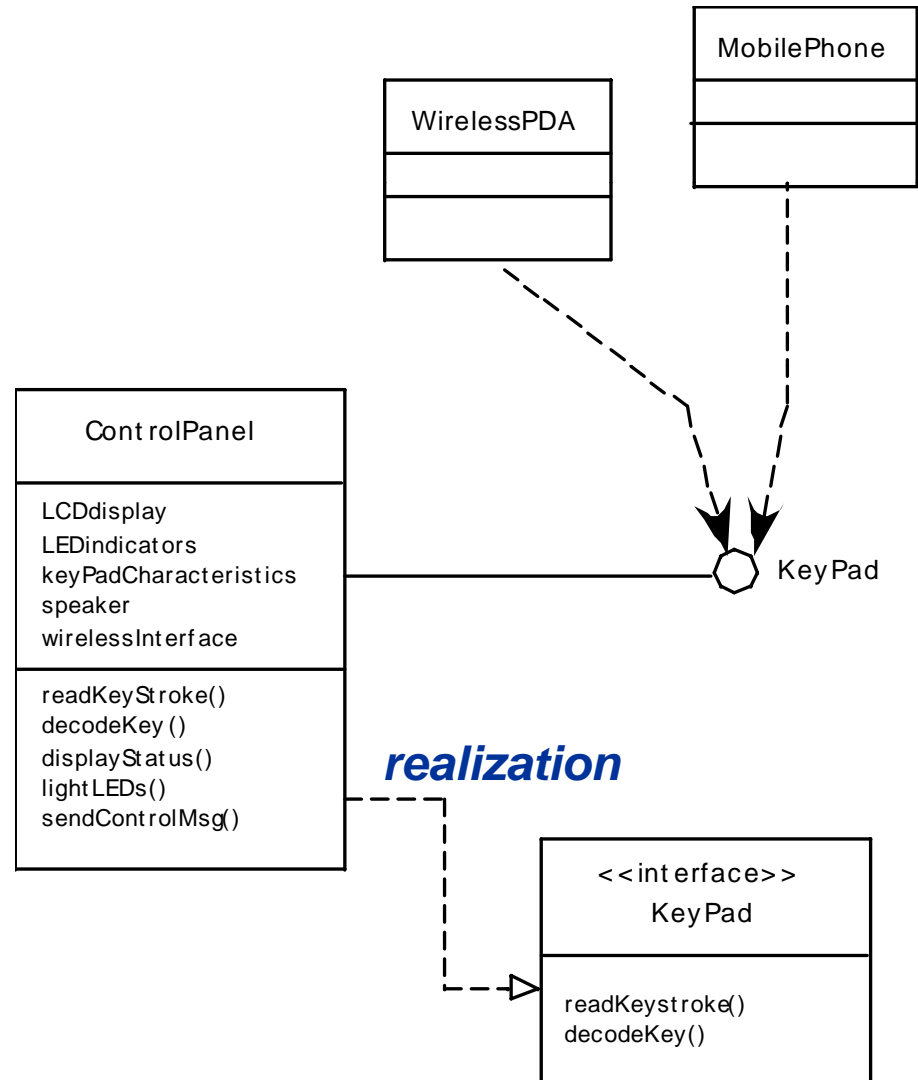 MobilePhone
WirelessPDA
ControlPanel
LCDdisplay
LEDindicators
keyPadCharacteristics
speaker
wirelessInterface
KeyPad
readKeyStroke()
decodeKey()
displayStatus()
lightLEDs()
sendControlMsg()
realization
<<interface>>
KeyPad
readKeystroke()
decodeKey()